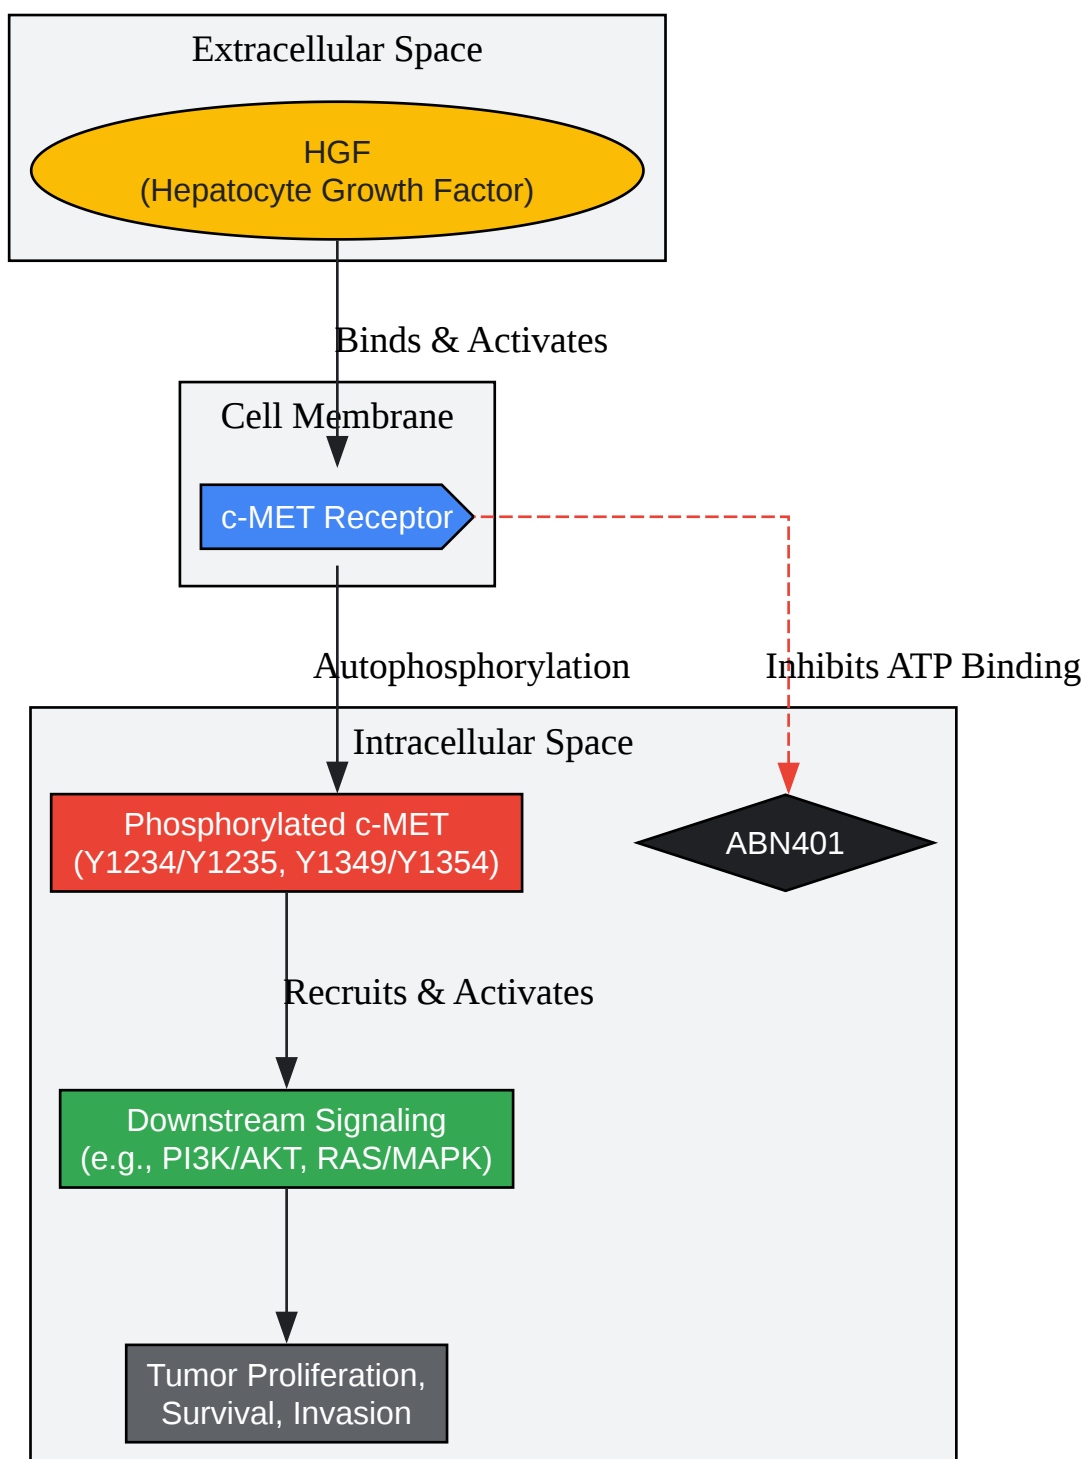 Extracellular Space
HGF
(Hepatocyte Growth Factor)
Binds & Activates
Cell Membrane
c-MET Receptor
Autophosphorylation
Inhibits ATP Binding
Intracellular Space
Phosphorylated c-MET
(Y1234/Y1235, Y1349/Y1354)
ABN401
Recruits & Activates
Downstream Signaling
(e.g., PI3K/AKT, RAS/MAPK)
Tumor Proliferation,
Survival, Invasion